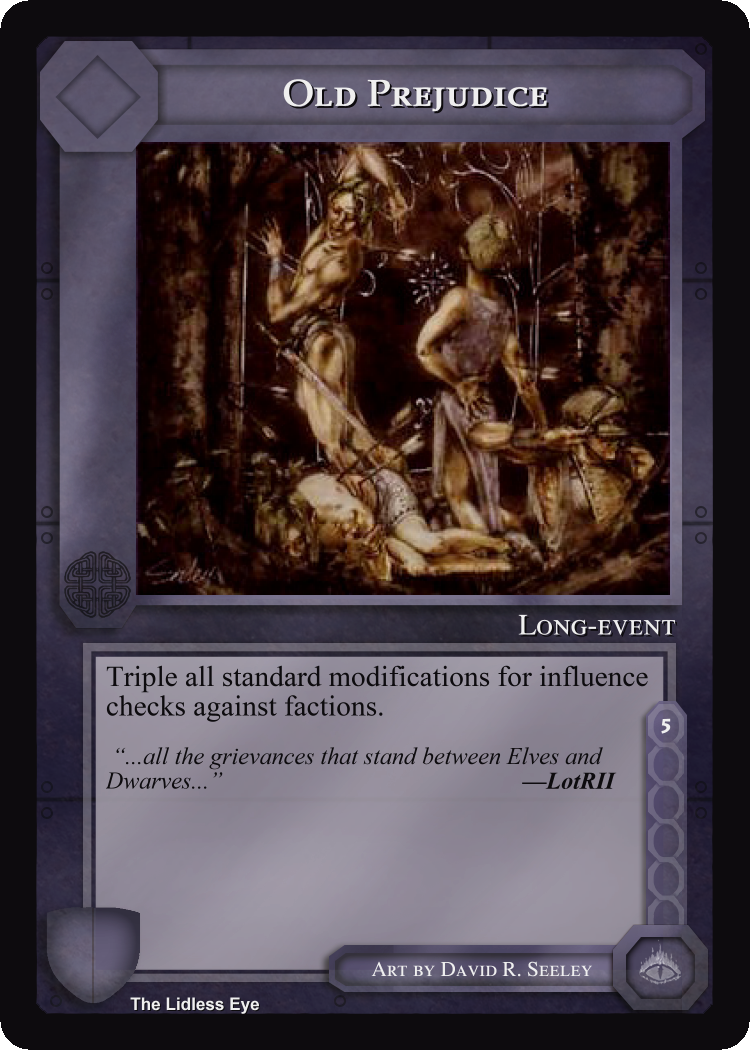 Old Prejudice
Long-event
Triple all standard modifications for influence
checks against factions.
“...all the grievances that stand between Elves and
Dwarves...” —LotRII
5
Art by David R. Seeley
The Lidless Eye